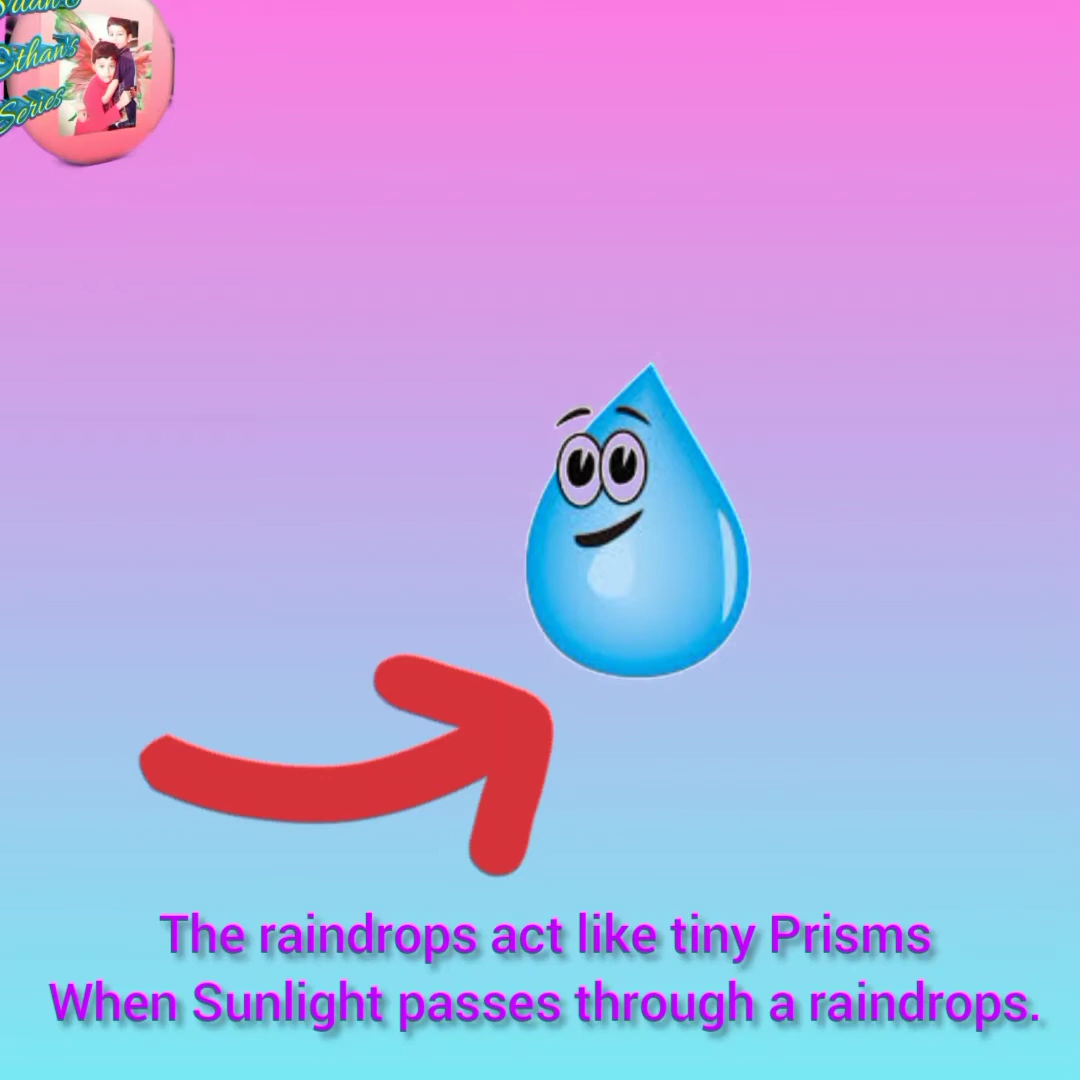 Ethan's
Series
The raindrops act like tiny Prisms
When Sunlight passes through a raindrops.